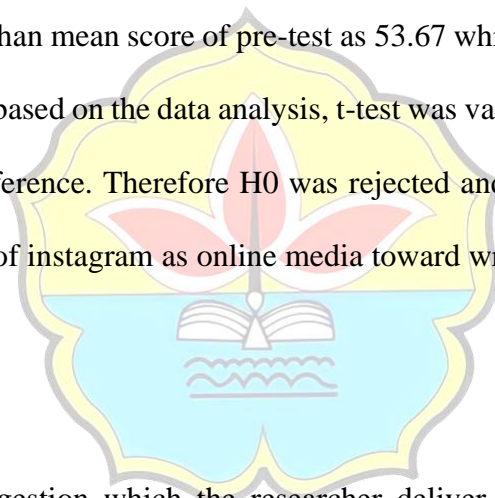 han mean score of pre-test as 53.67 whi
based on the data analysis, t-test was va
ference. Therefore H0 was rejected and
of instagram as online media toward wr
gestion which the researcher deliver